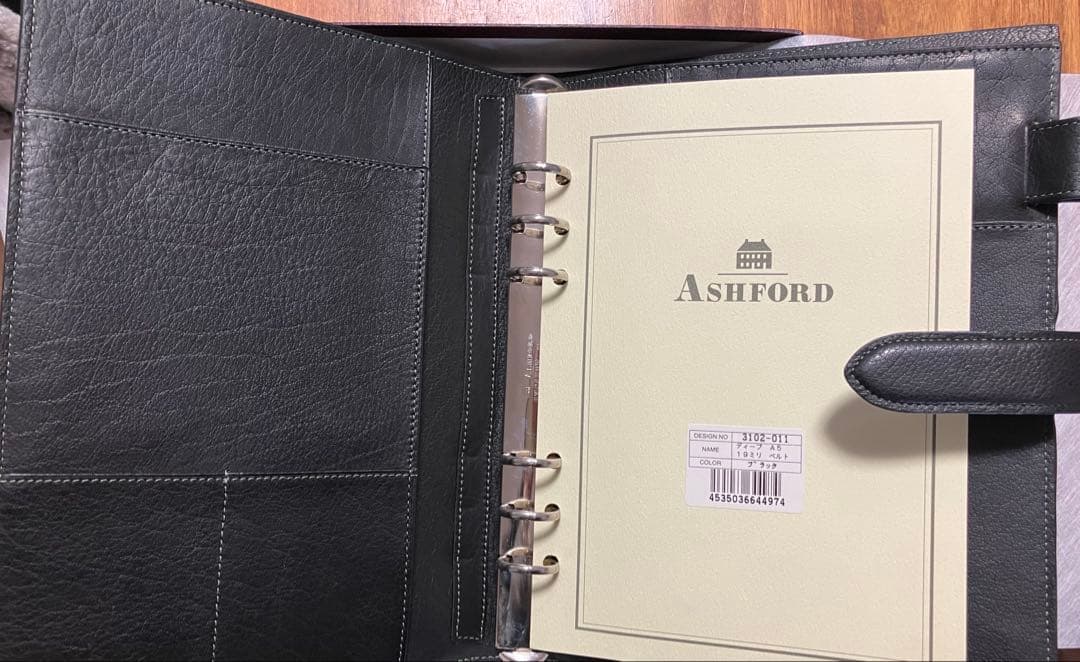 ASHFORD
DESIGN.NO 3102-011
NAME ディープ A5
19ミリ ベルト
COLOR ブラック
4535036644974